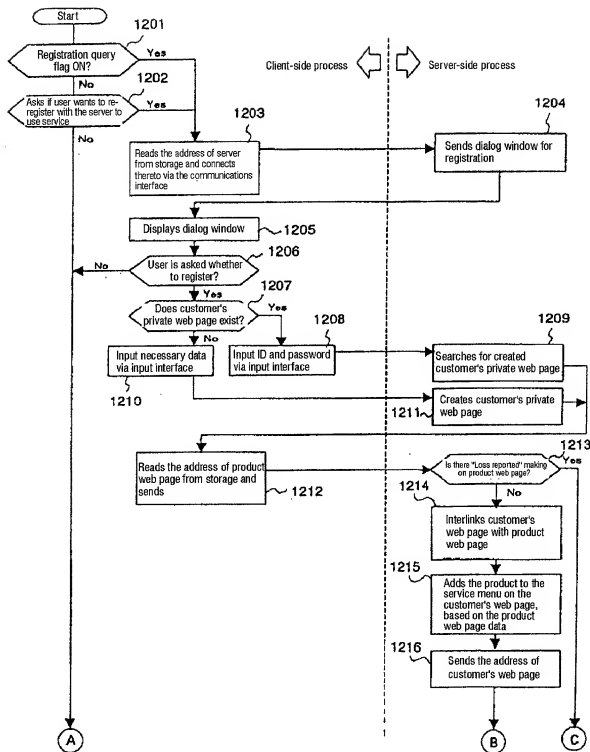 Start
1201
Registration query
flag ON?
Yes
No
1202
Asks if user wants to re-
register with the server to
use service
Yes
No
Client-side process
Server-side process
1203
Reads the address of server
from storage and connects
thereto via the communications
interface
1204
Sends dialog window for
registration
Displays dialog window
1205
1206
User is asked whether
to register?
No
Yes
1207
Does customer's
private web page exist?
Yes
No
1208
Input necessary data
via input interface
1210
Input ID and password
via input interface
1209
Searches for created
customer's private web page
1211
Creates customer's private
web page
Reads the address of product
web page from storage and
sends
1212
1213
Is there "Loss reported" making
on product web page?
Yes
No
1214
Interlinks customer's
web page with product
web page
1215
Adds the product to the
service menu on the
customer's web page,
based on the product
web page data
1216
Sends the address of
customer's web page
A
B
C